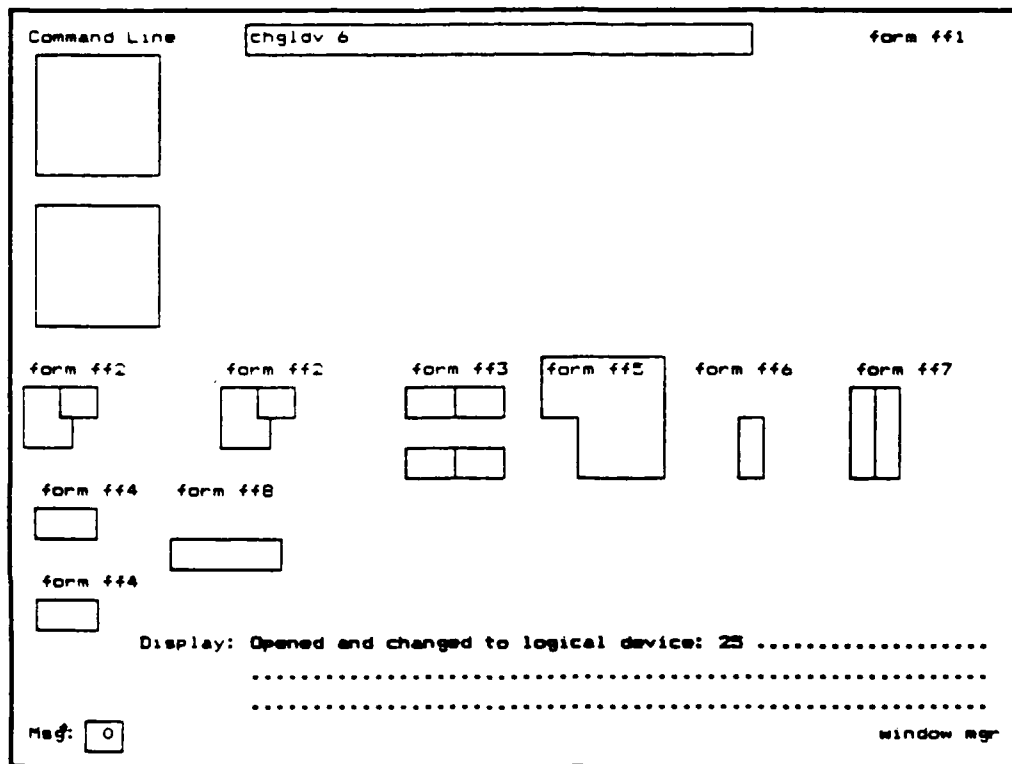 Command Line chgldv 6 form ff1
form ff2 form ff2 form ff3 form ff5 form ff6 form ff7
form ff4 form ff8
form ff4
Display: Opened and changed to logical device: 25 ...................
............................................................
............................................................
Msg: 0 window mgr